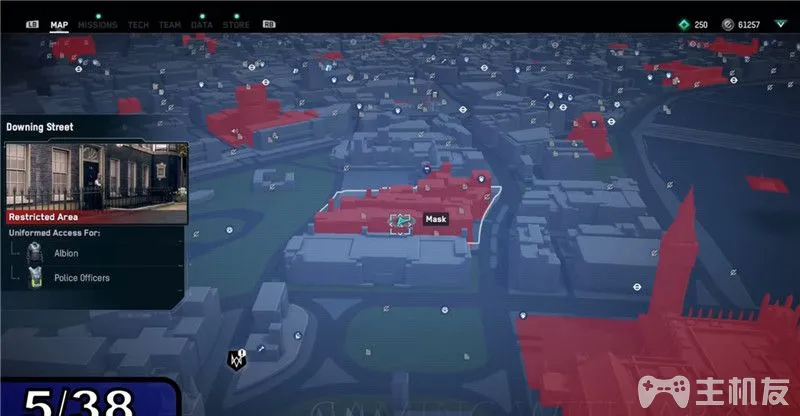 LB MAP MISSIONS TECH TEAM DATA STORE RB 250 61257
Downing Street
Restricted Area
Uniformed Access For:
Albion
Police Officers
Mask
5/38
主机友